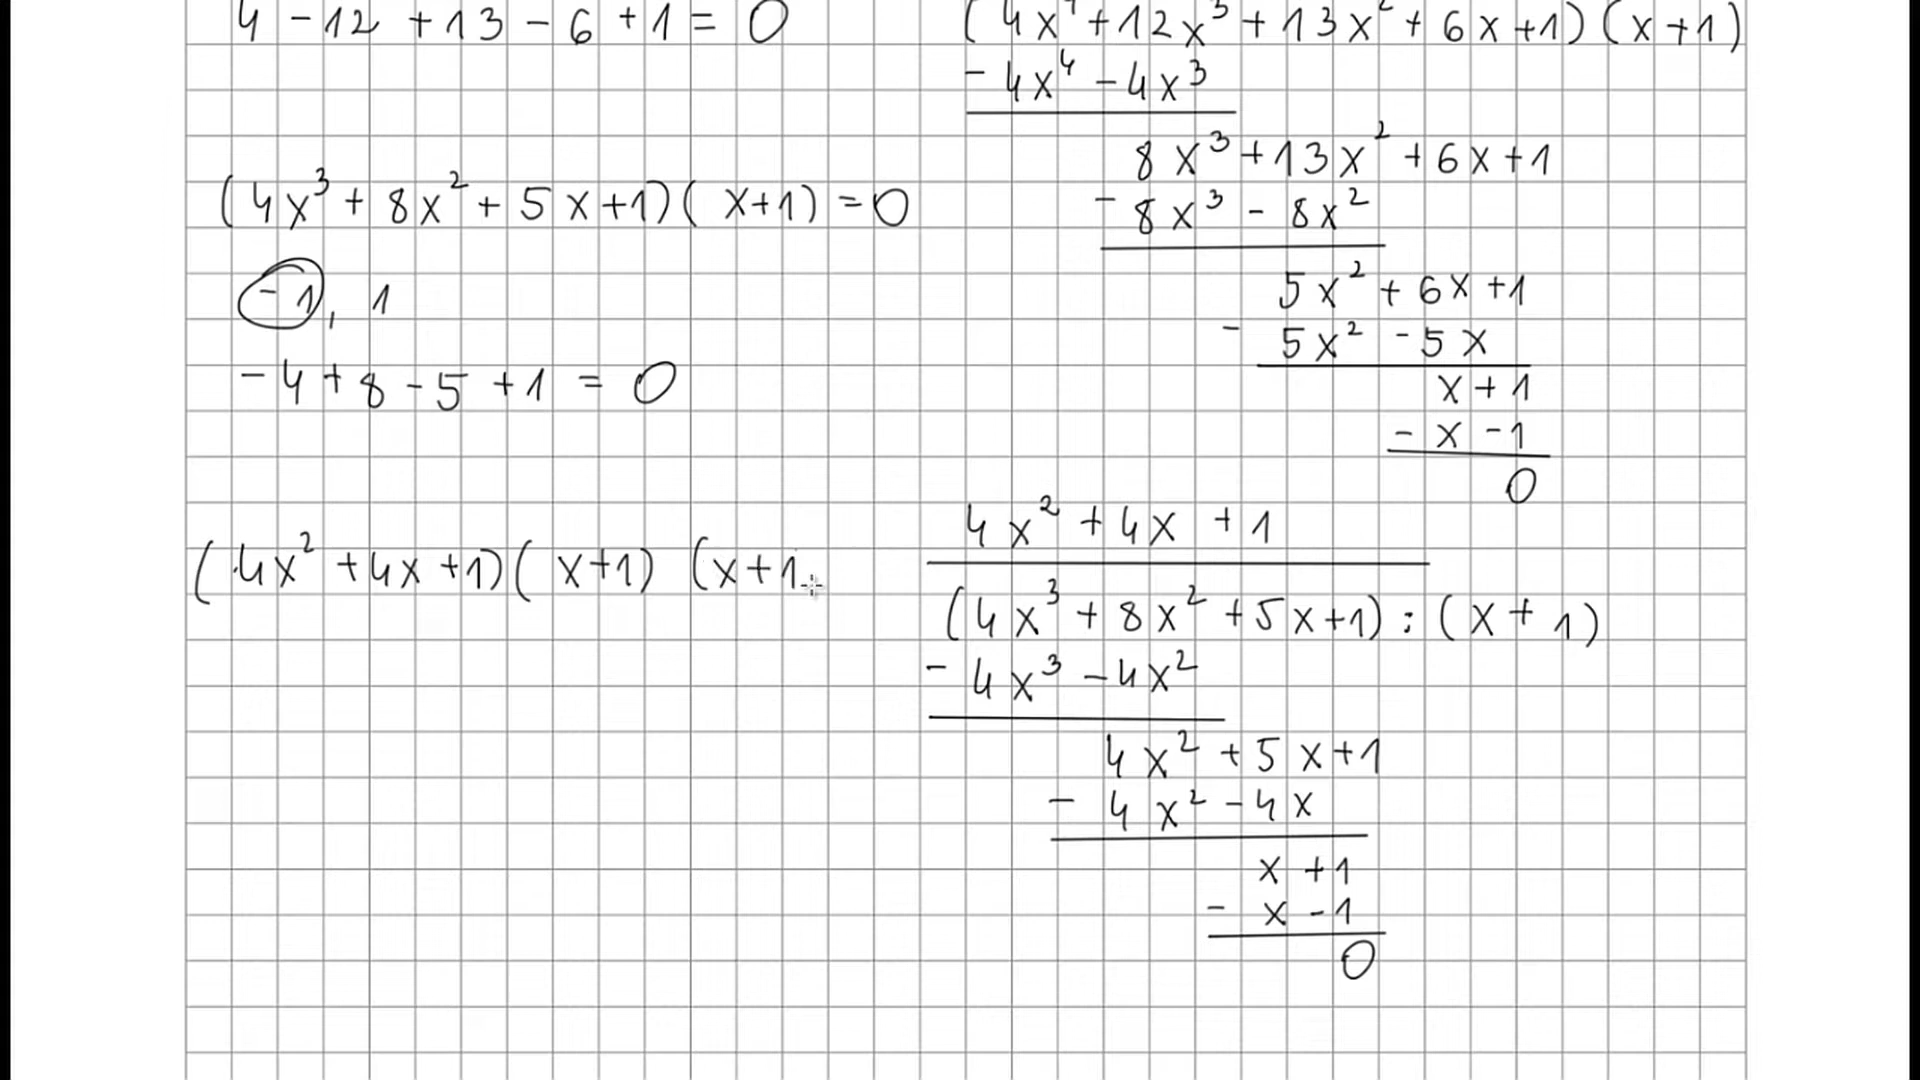 4 - 12 + 13 - 6 + 1 = 0
(4x⁴ + 12x³ + 13x² + 6x + 1) (x + 1)
- 4x⁴ - 4x³
8x³ + 13x² + 6x + 1
- 8x³ - 8x²
5x² + 6x + 1
- 5x² - 5x
x + 1
- x - 1
0
(4x³ + 8x² + 5x + 1)(x + 1) = 0
-1, 1
-4 + 8 - 5 + 1 = 0
(4x² + 4x + 1)(x + 1) (x + 1
4x² + 4x + 1
(4x³ + 8x² + 5x + 1) : (x + 1)
- 4x³ - 4x²
4x² + 5x + 1
- 4x² - 4x
x + 1
- x - 1
0